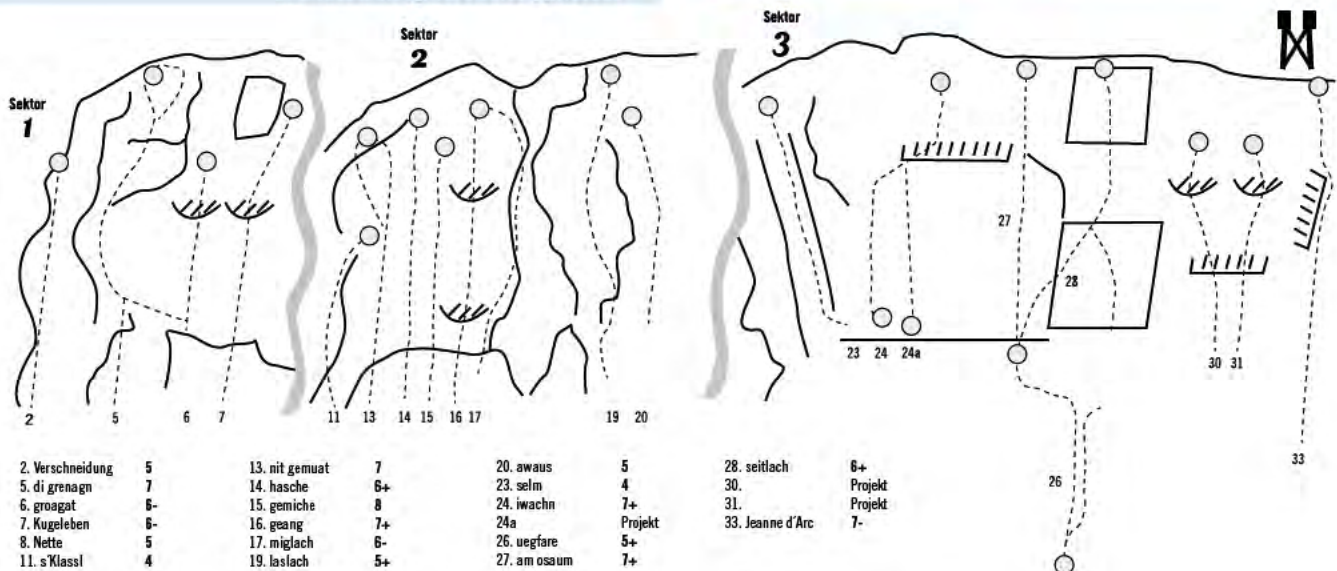 Sektor
1
Sektor
2
Sektor
3
27
28
23 24 24a
30 31
2 5 6 7 11 13 14 15 16 17 19 20
33
26
2. Verschneidung 5
5. di grenagn 7
6. groagat 6-
7. Kugeleben 6-
8. Nette 5
11. s'Klassl 4
13. nit gemuat 7
14. hasche 6+
15. gemiche 8
16. geang 7+
17. miglach 6-
19. laslach 5+
20. awaus 5
23. selm 4
24. iwachn 7+
24a Projekt
26. uegfare 5+
27. am osaum 7+
28. seitlach 6+
30. Projekt
31. Projekt
33. Jeanne d'Arc 7-